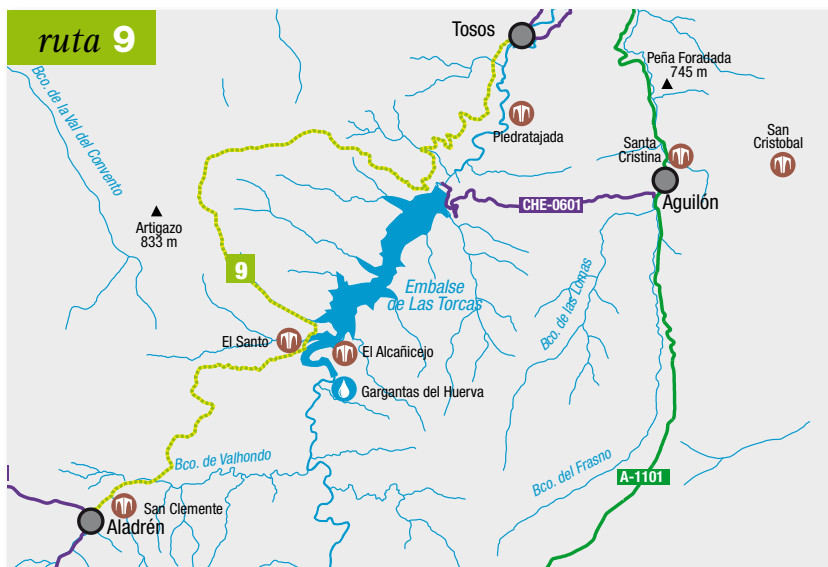 ruta 9
Tosos
Peña Foradada
745 m
Bco. de la Val del Convento
Piedratajada
Santa
Cristina
San
Cristobal
CHE-0601
Aguilón
Artigazo
833 m
9
Embalse
de Las Torcas
Bco. de las Lomas
El Santo
El Alcañicejo
Gargantas del Huerva
Bco. de Valhondo
Bco. del Frasno
A-1101
San Clemente
Aladrén